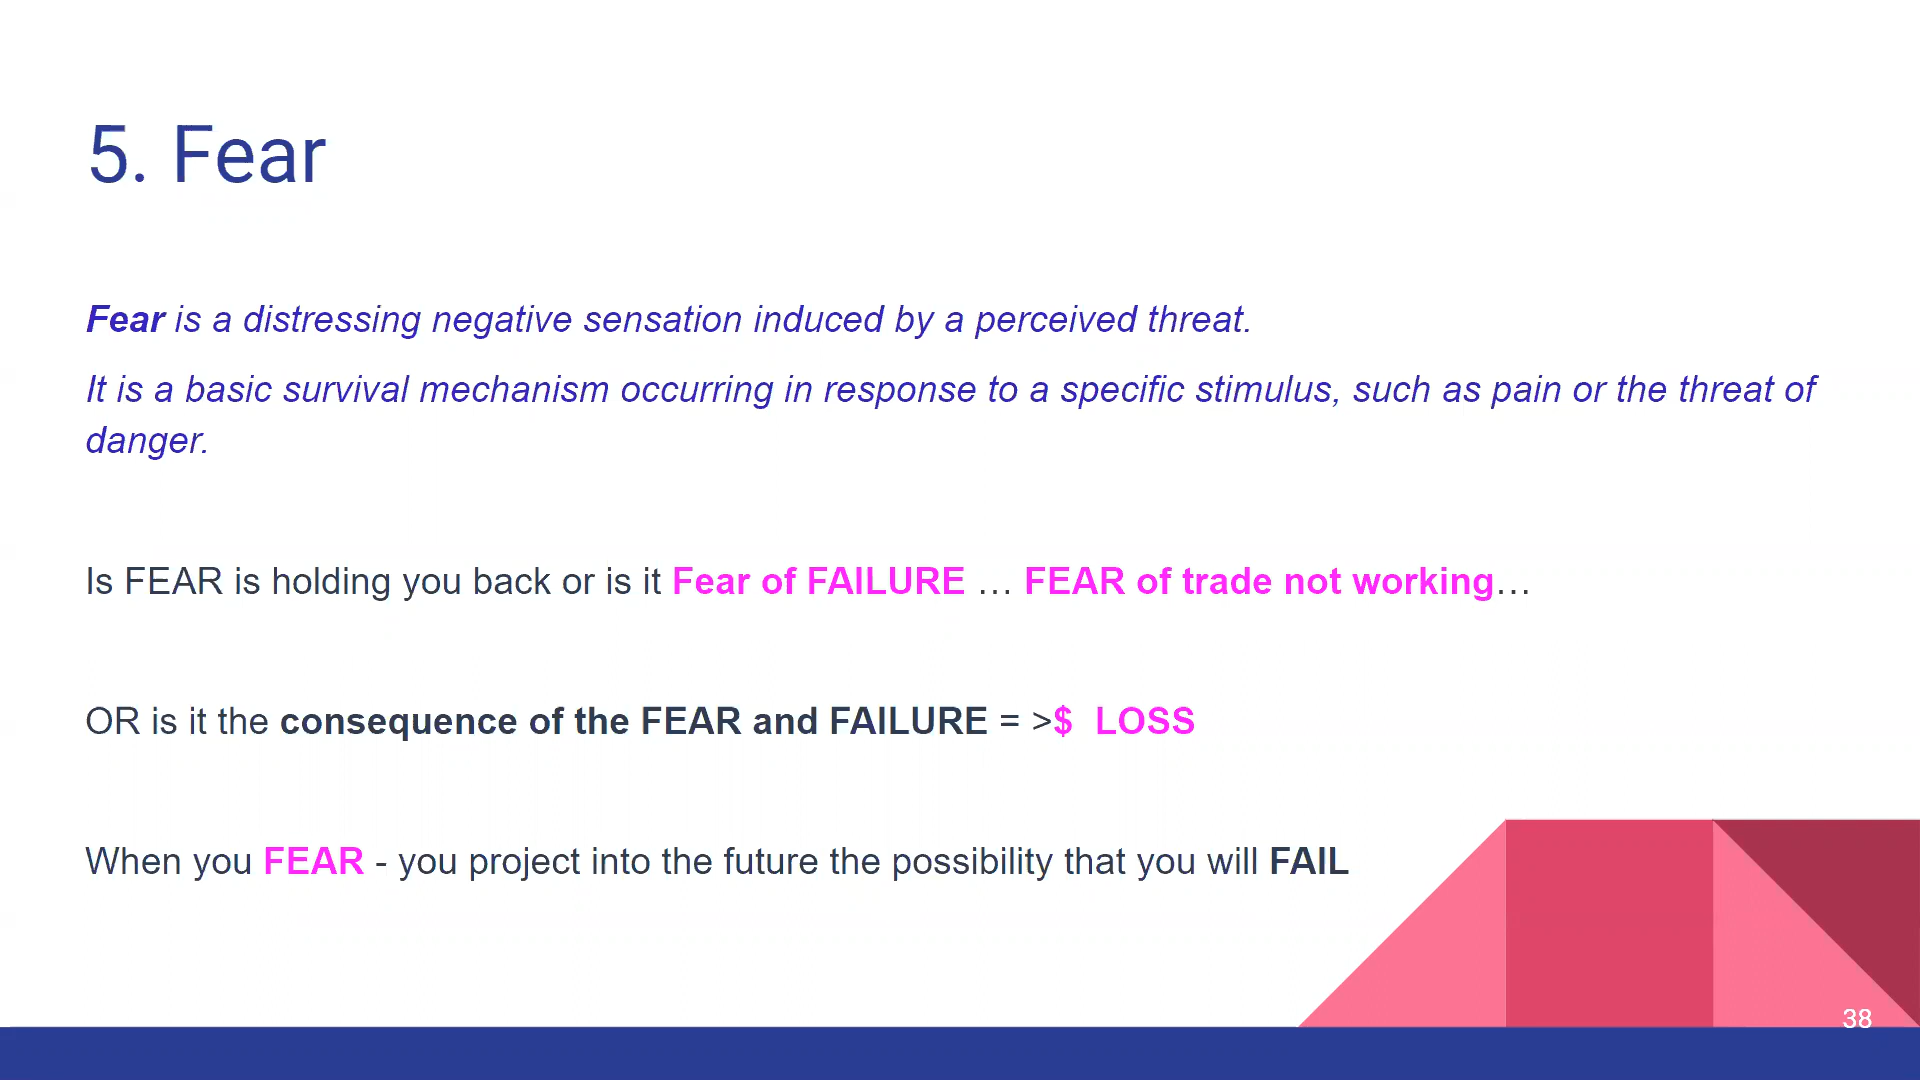 5. Fear
Fear is a distressing negative sensation induced by a perceived threat.
It is a basic survival mechanism occurring in response to a specific stimulus, such as pain or the threat of
danger.
Is FEAR is holding you back or is it Fear of FAILURE … FEAR of trade not working…
OR is it the consequence of the FEAR and FAILURE = >$  LOSS
When you FEAR - you project into the future the possibility that you will FAIL
38